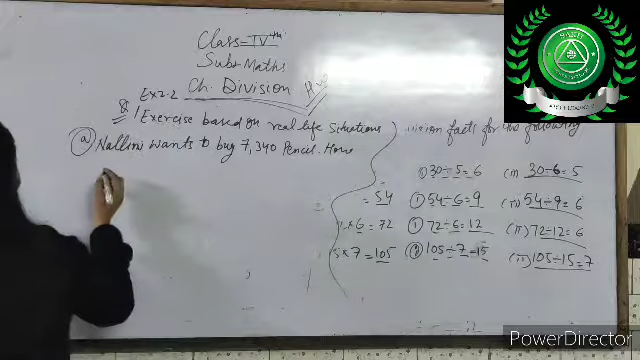 Class = IV th
Sub = Maths
Ch. Division
Ex 2.2
Exercise based on real life situations
(a) Nallini wants to buy 7,340 Pencil. How
facts for the following
(i) 30÷5=6 (ii) 30÷6=5
= 54 (i) 54÷6=9 (ii) 54÷9=6
×6=72 (i) 72÷6=12 (ii) 72÷12=6
×7=105 (i) 105÷7=15 (ii) 105÷15=7
PowerDirector